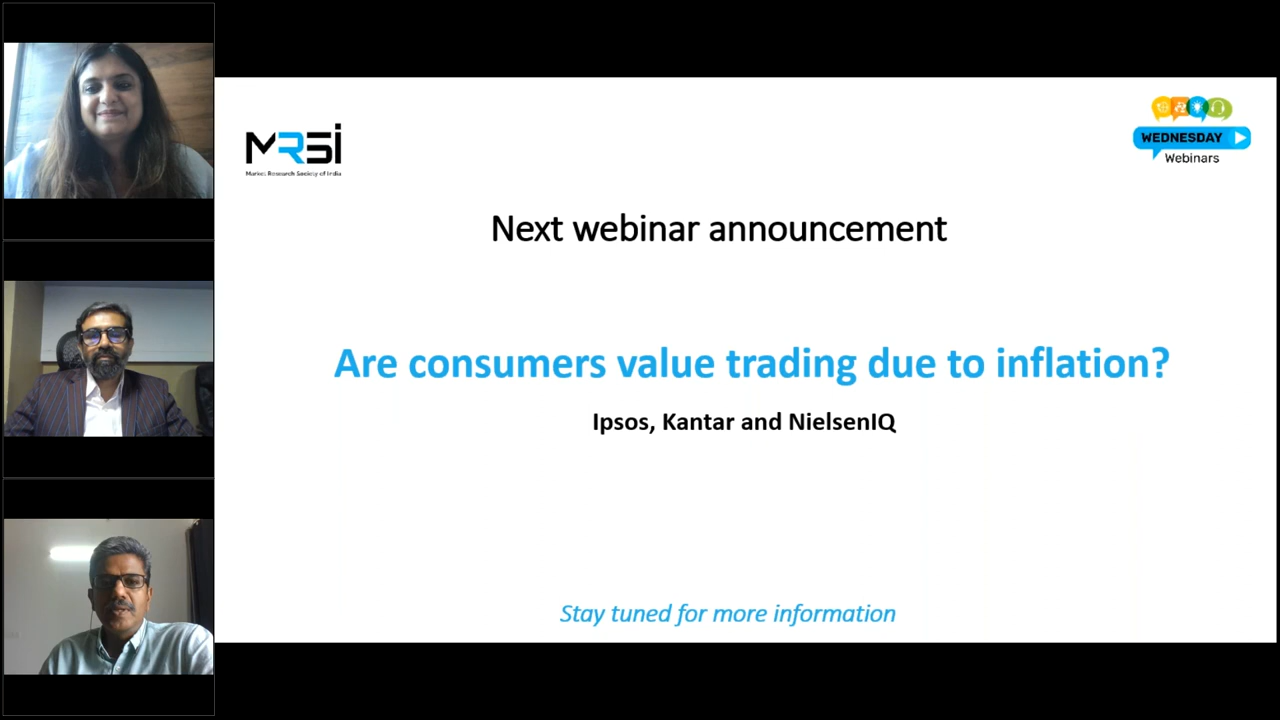 MRSI
Market Research Society of India
WEDNESDAY
Webinars
Next webinar announcement
Are consumers value trading due to inflation?
Ipsos, Kantar and NielsenIQ
Stay tuned for more information